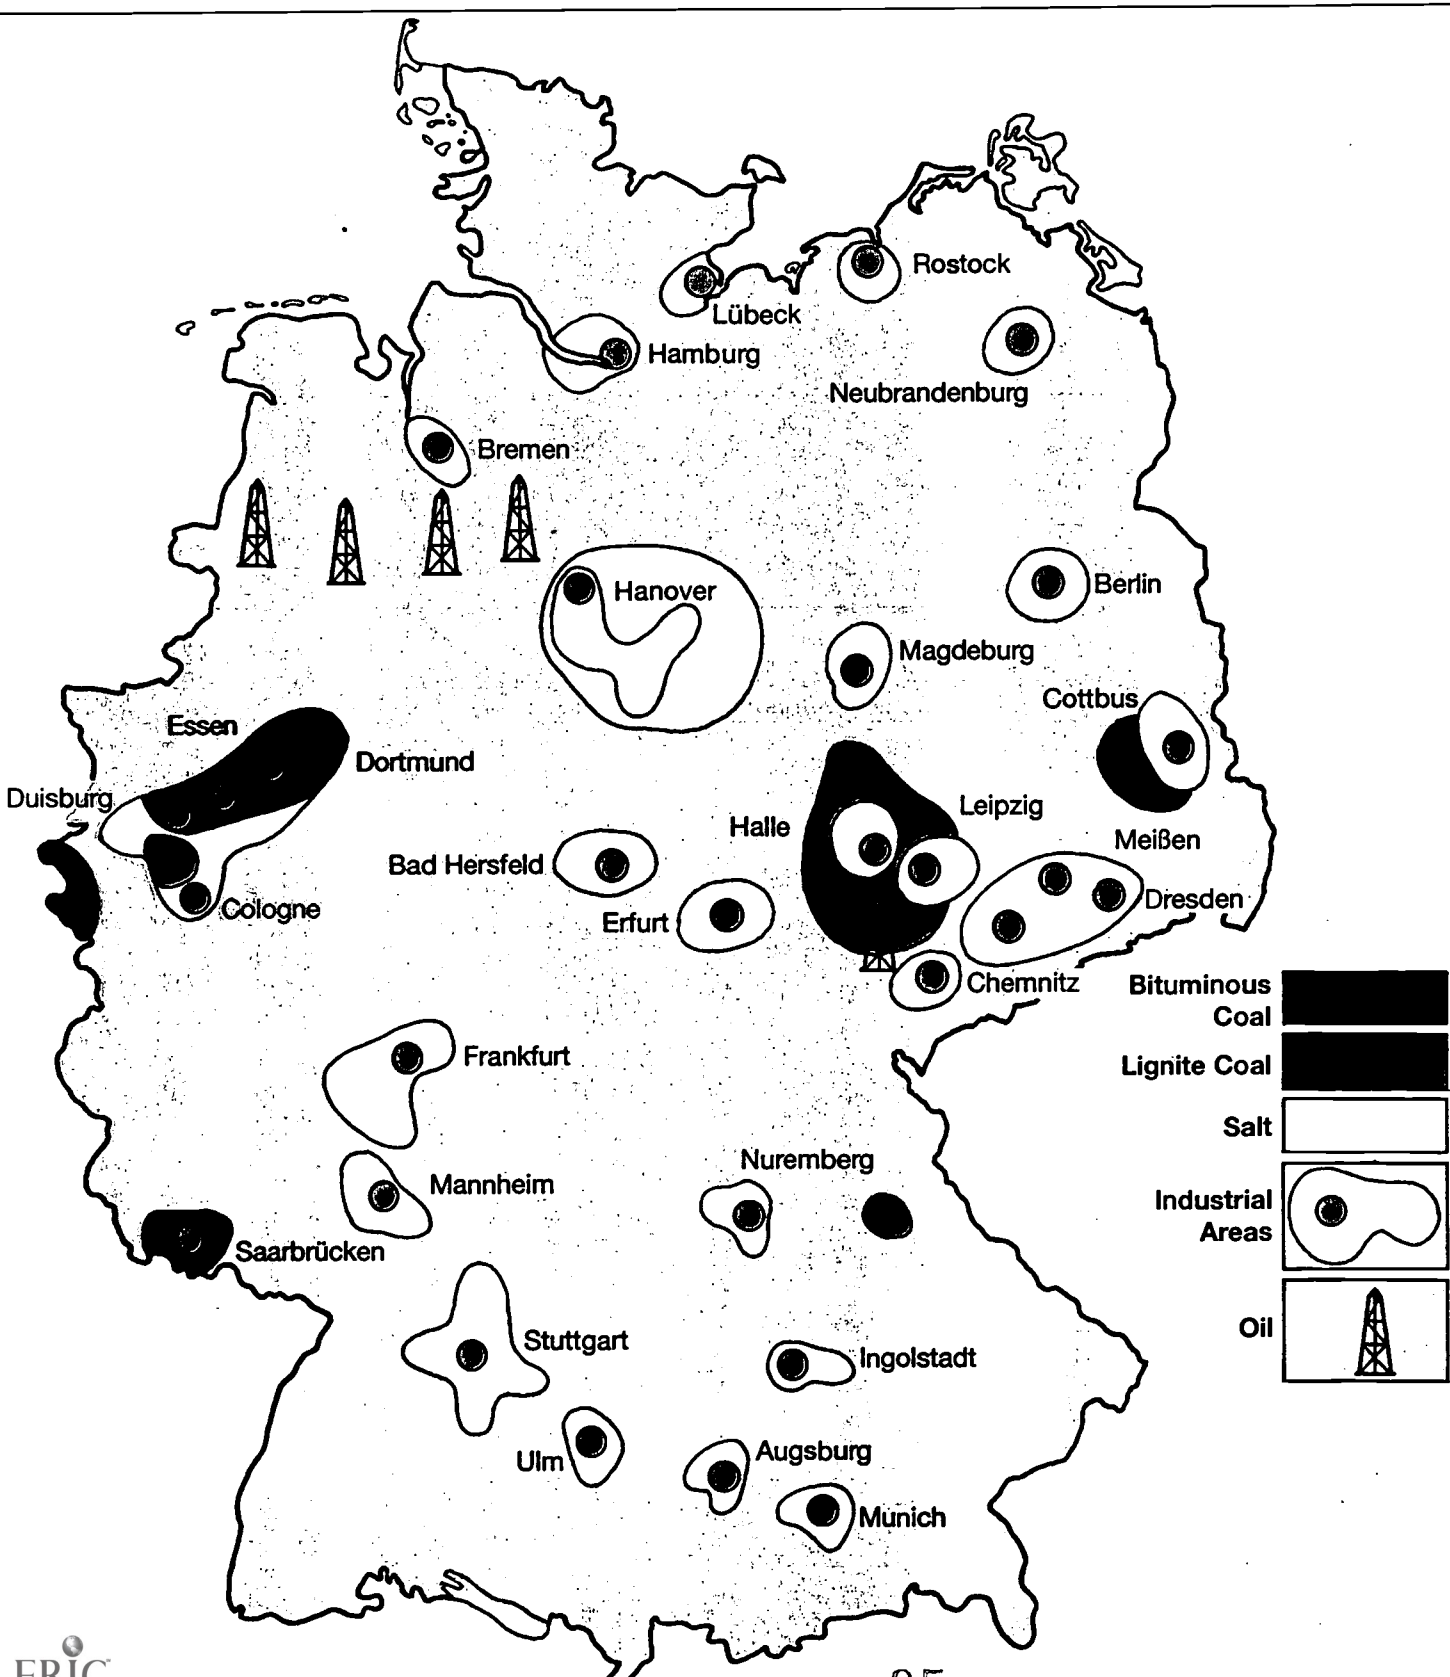 Rostock
Lübeck
Hamburg
Neubrandenburg
Bremen
Berlin
Hanover
Magdeburg
Cottbus
Essen
Dortmund
Duisburg
Leipzig
Halle
Meißen
Bad Hersfeld
Dresden
Cologne
Erfurt
Chemnitz
Bituminous
Coal
Frankfurt
Lignite Coal
Salt
Nuremberg
Mannheim
Industrial
Areas
Saarbrücken
Oil
Stuttgart
Ingolstadt
Augsburg
Ulm
Munich
ERIC